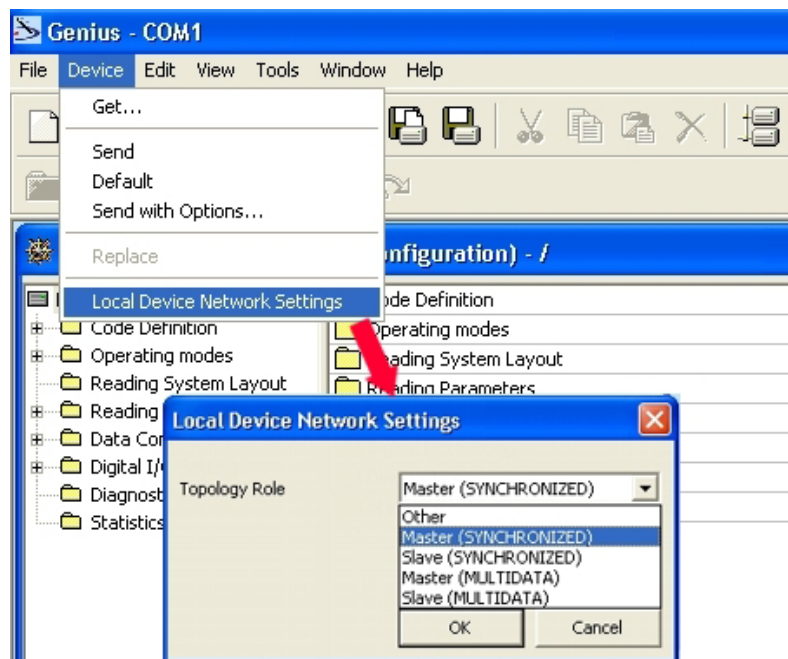 Genius - COM1
File Device Edit View Tools Window Help
Get...
Send
Default
Send with Options...
Replace
Local Device Network Settings
nfiguration) - /
Code Definition
Operating modes
Reading System Layout
Reading
Data
Digital
Statistics
Definition
Operating modes
Reading System Layout
Reading Parameters
Local Device Network Settings
Topology Role
Master (SYNCHRONIZED)
Other
Master (SYNCHRONIZED)
Slave (SYNCHRONIZED)
Master (MULTIDATA)
Slave (MULTIDATA)
OK Cancel